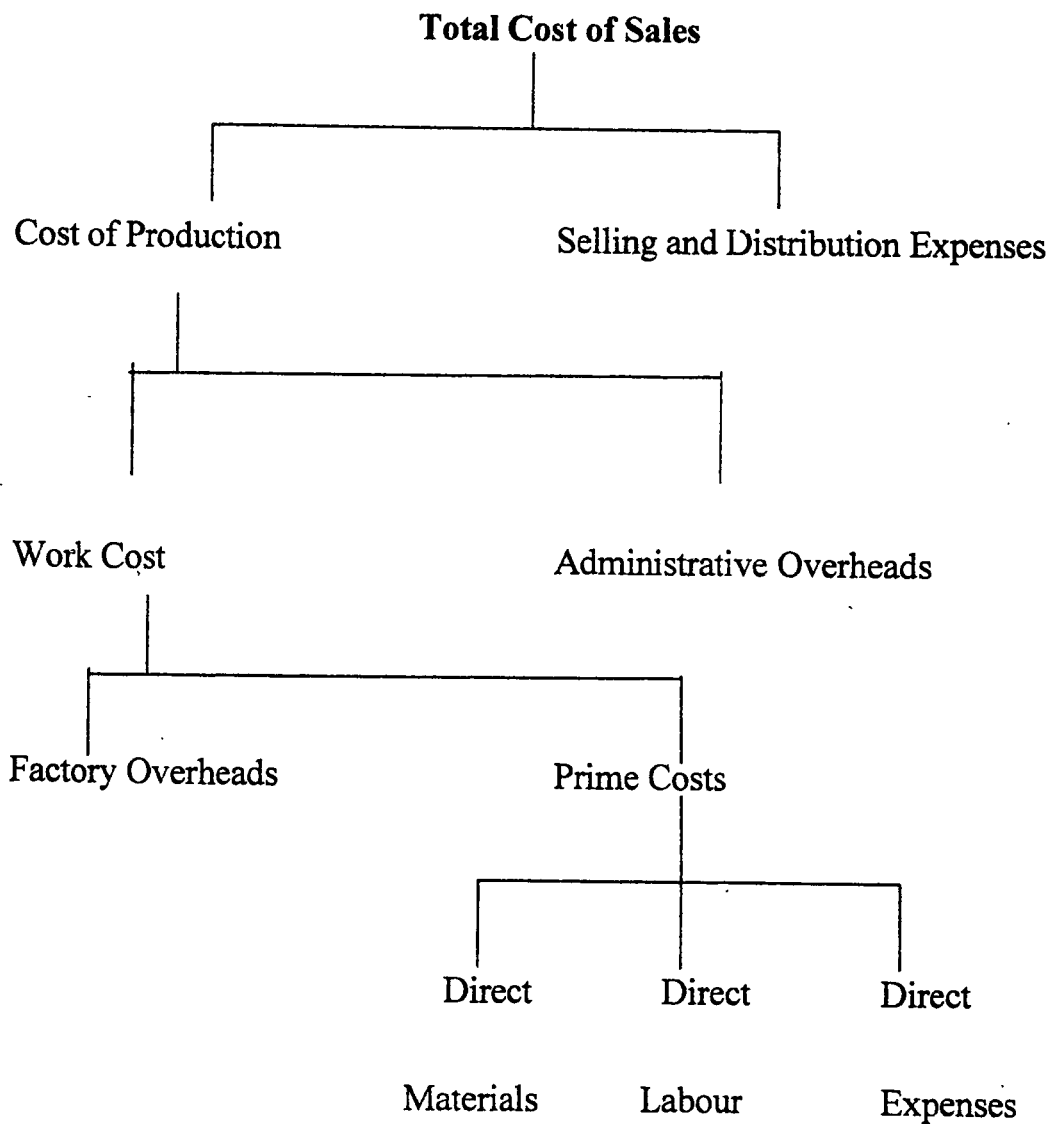 Total Cost of Sales
Cost of Production
Selling and Distribution Expenses
Work Cost
Administrative Overheads
Factory Overheads
Prime Costs
Direct Direct Direct
Materials Labour Expenses